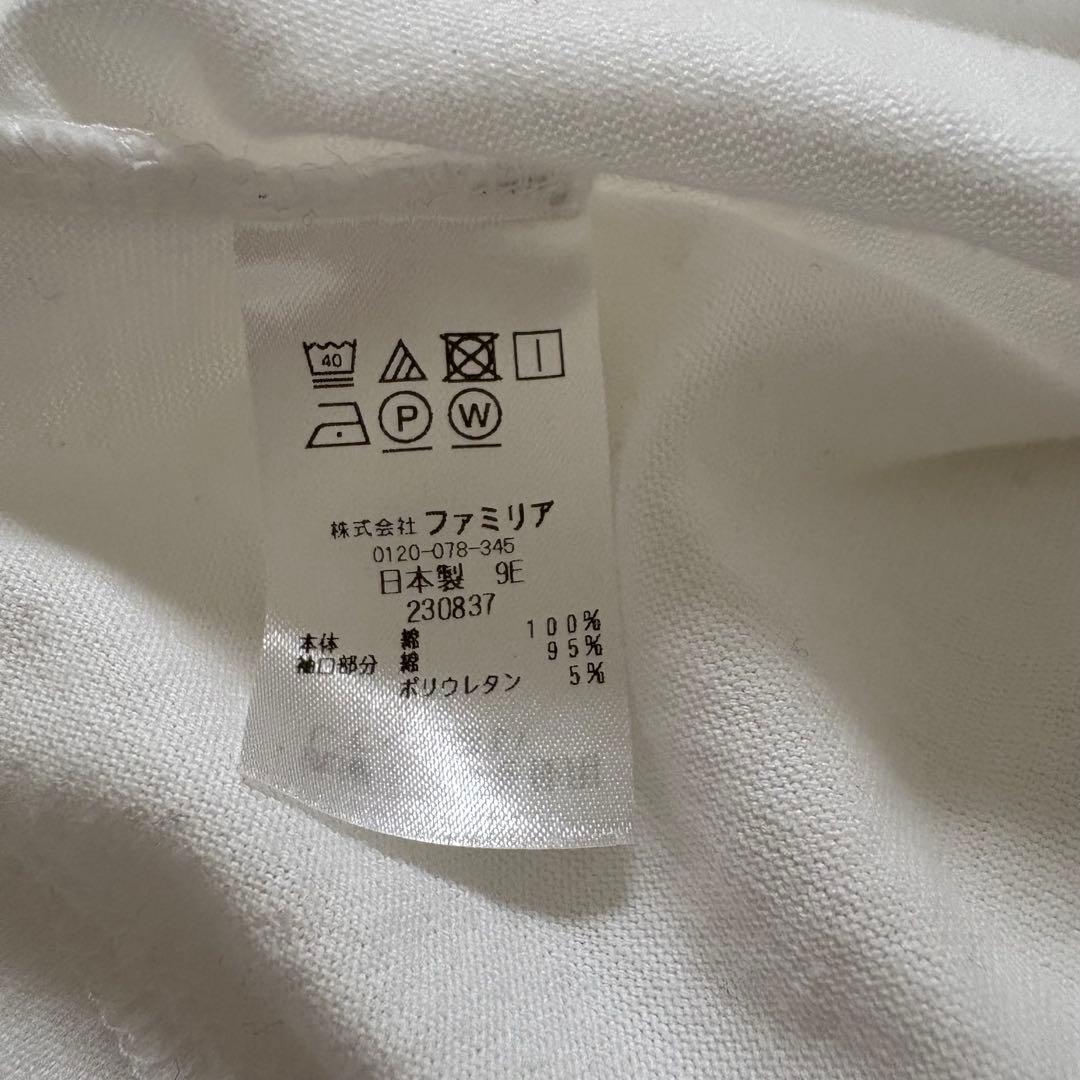 40
P W
株式会社 ファミリア
0120-078-345
日本製 9E
230837
本体 綿 100%
袖口部分 綿 95%
ポリウレタン 5%